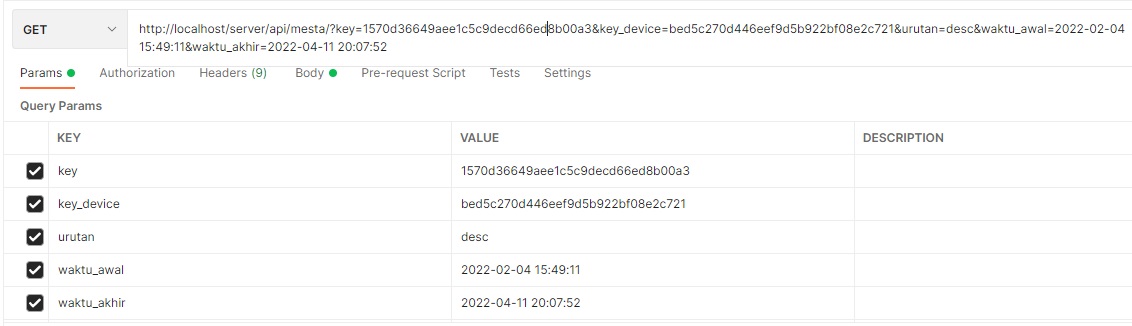 GET
http://localhost/server/api/mesta/?key=1570d36649aee1c5c9decd66ed8b00a3&key_device=bed5c270d446eef9d5b922bf08e2c721&urutan=desc&waktu_awal=2022-02-04
15:49:11&waktu_akhir=2022-04-11 20:07:52
Params Authorization Headers (9) Body Pre-request Script Tests Settings
Query Params
KEY VALUE DESCRIPTION
key 1570d36649aee1c5c9decd66ed8b00a3
key_device bed5c270d446eef9d5b922bf08e2c721
urutan desc
waktu_awal 2022-02-04 15:49:11
waktu_akhir 2022-04-11 20:07:52